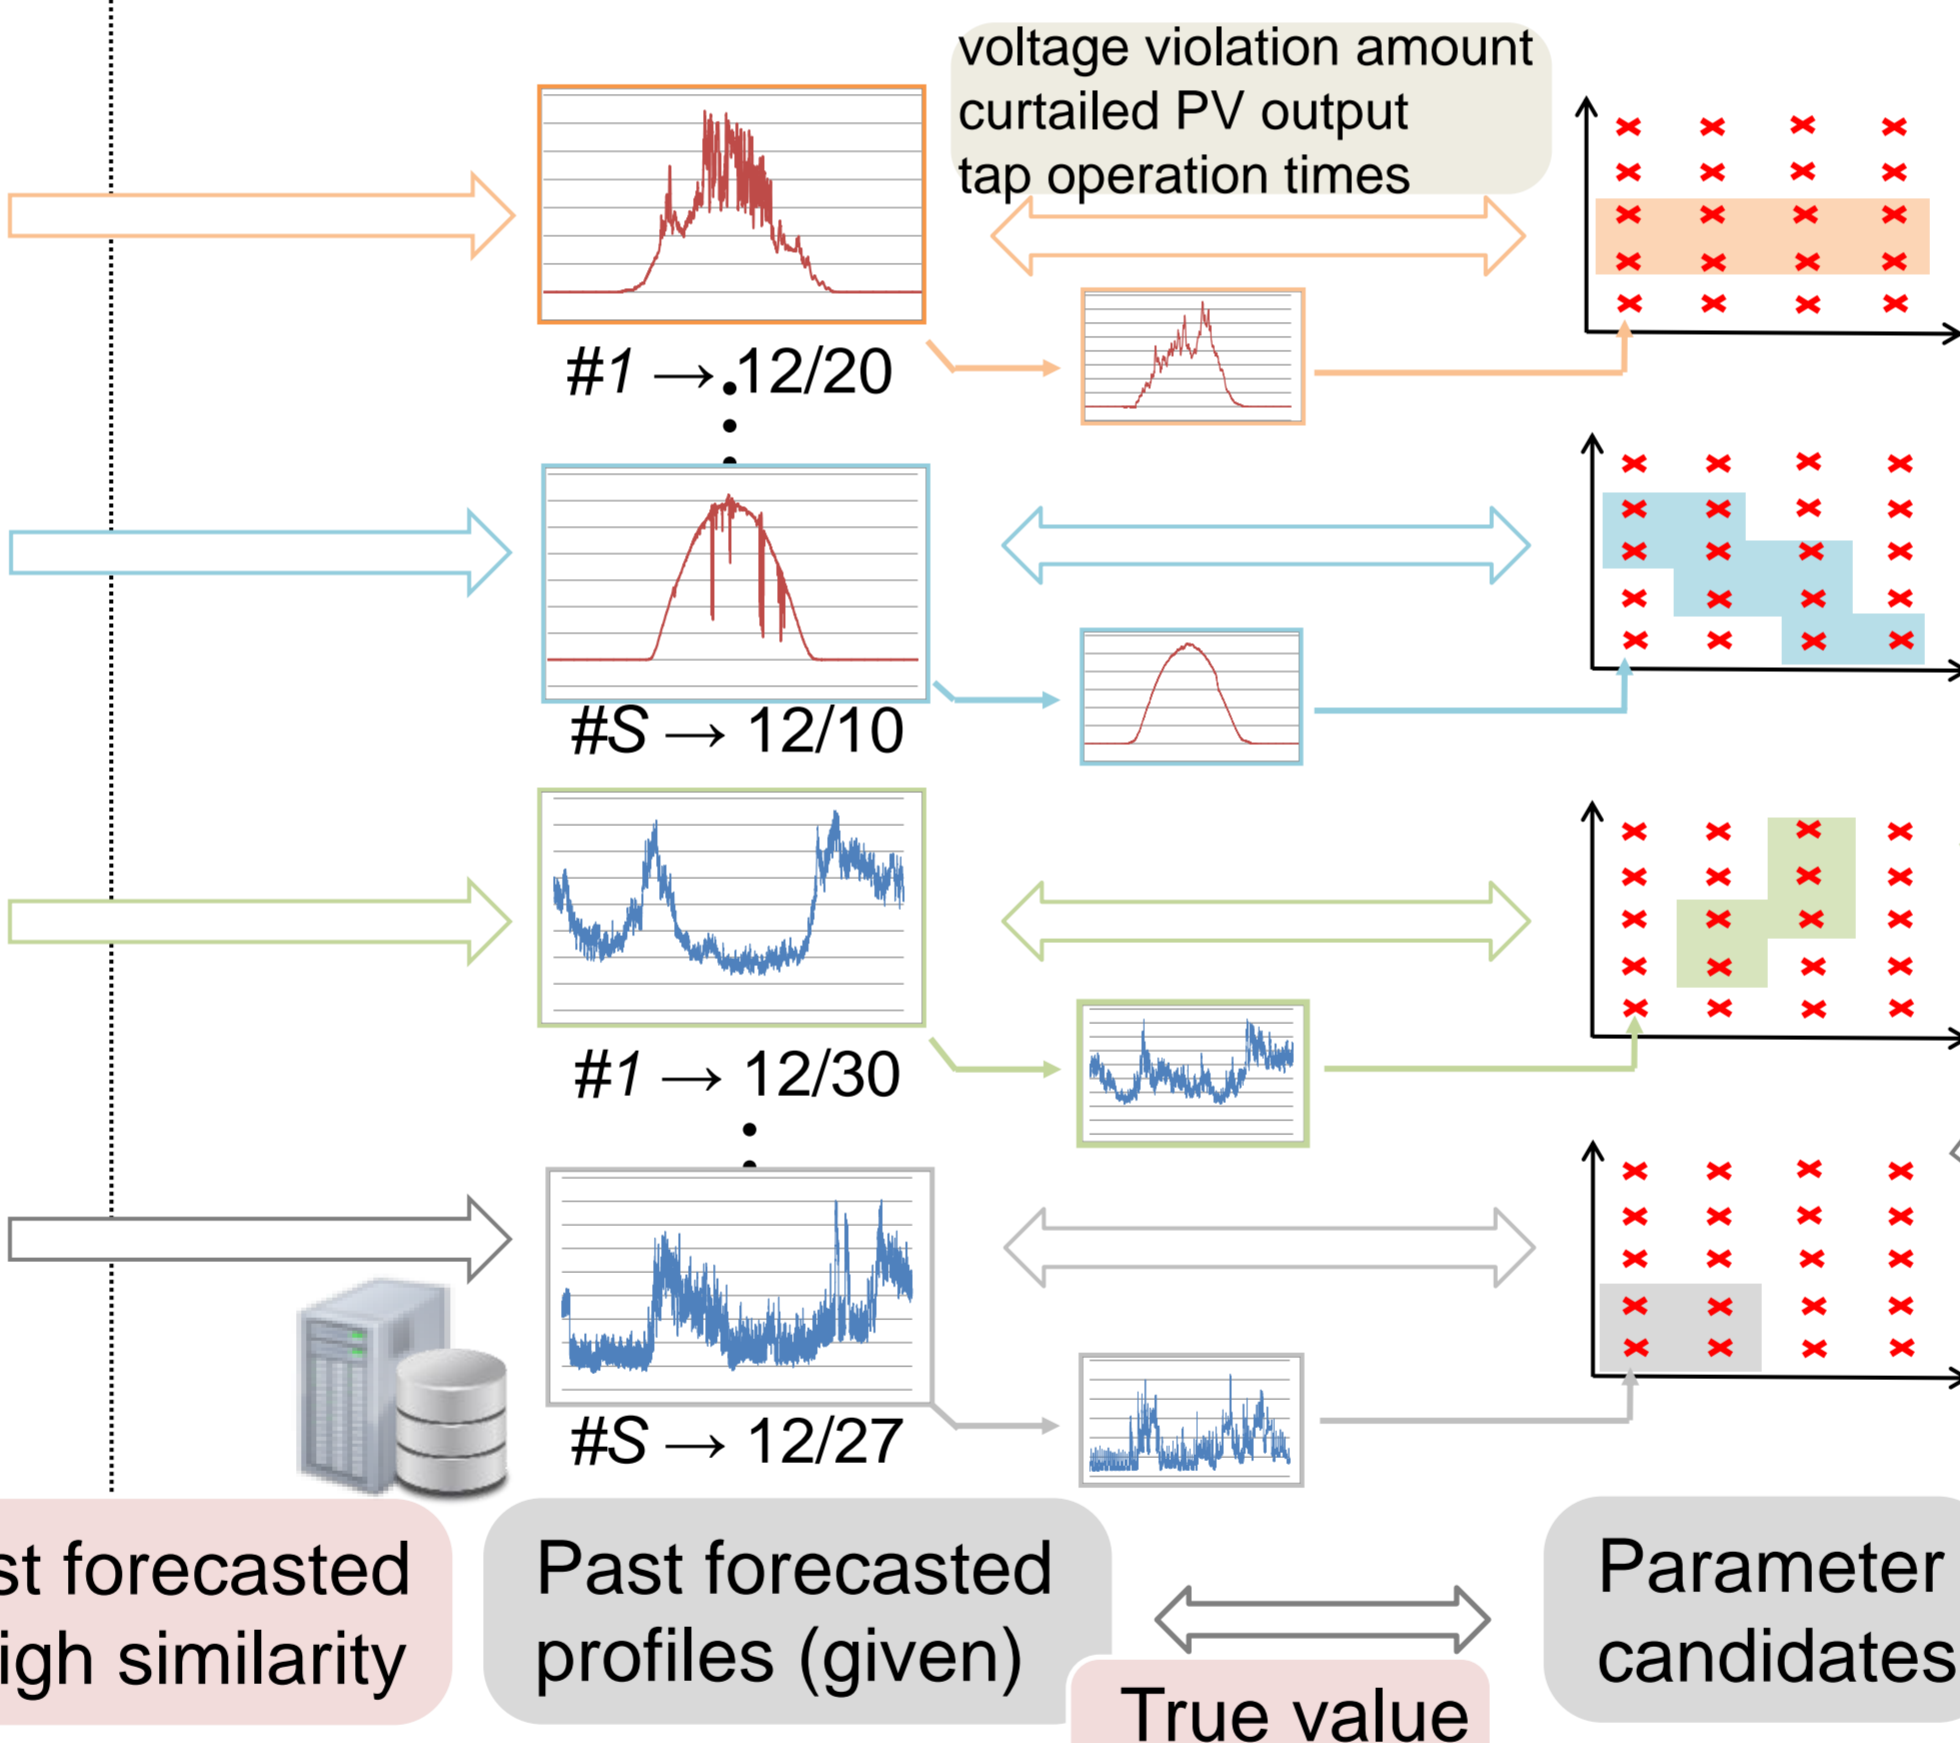 voltage violation amount
curtailed PV output
tap operation times
#1 → 12/20
#S → 12/10
#1 → 12/30
#S → 12/27
st forecasted
igh similarity
Past forecasted
profiles (given)
True value
Parameter
candidates